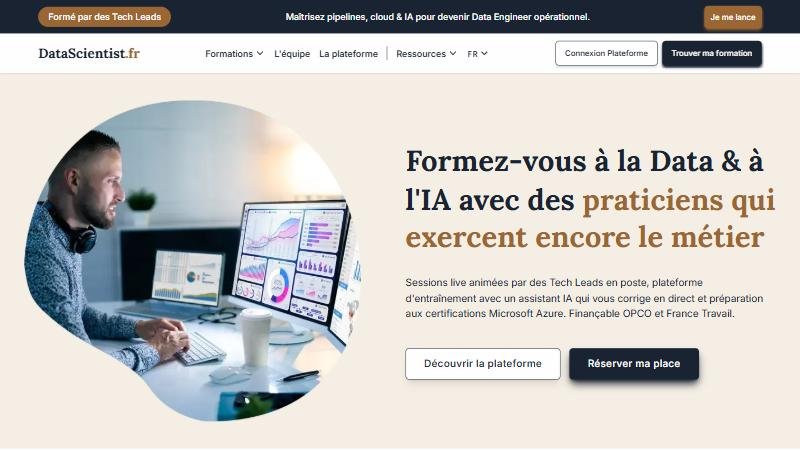 Formé par des Tech Leads
Maîtrisez pipelines, cloud & IA pour devenir Data Engineer opérationnel.
Je me lance
DataScientist.fr
Formations
L'équipe
La plateforme
Ressources
FR
Connexion Plateforme
Trouver ma formation
Formez-vous à la Data & à
l'IA avec des praticiens qui
exercent encore le métier
Sessions live animées par des Tech Leads en poste, plateforme
d'entraînement avec un assistant IA qui vous corrige en direct et préparation
aux certifications Microsoft Azure. Finançable OPCO et France Travail.
Découvrir la plateforme
Réserver ma place